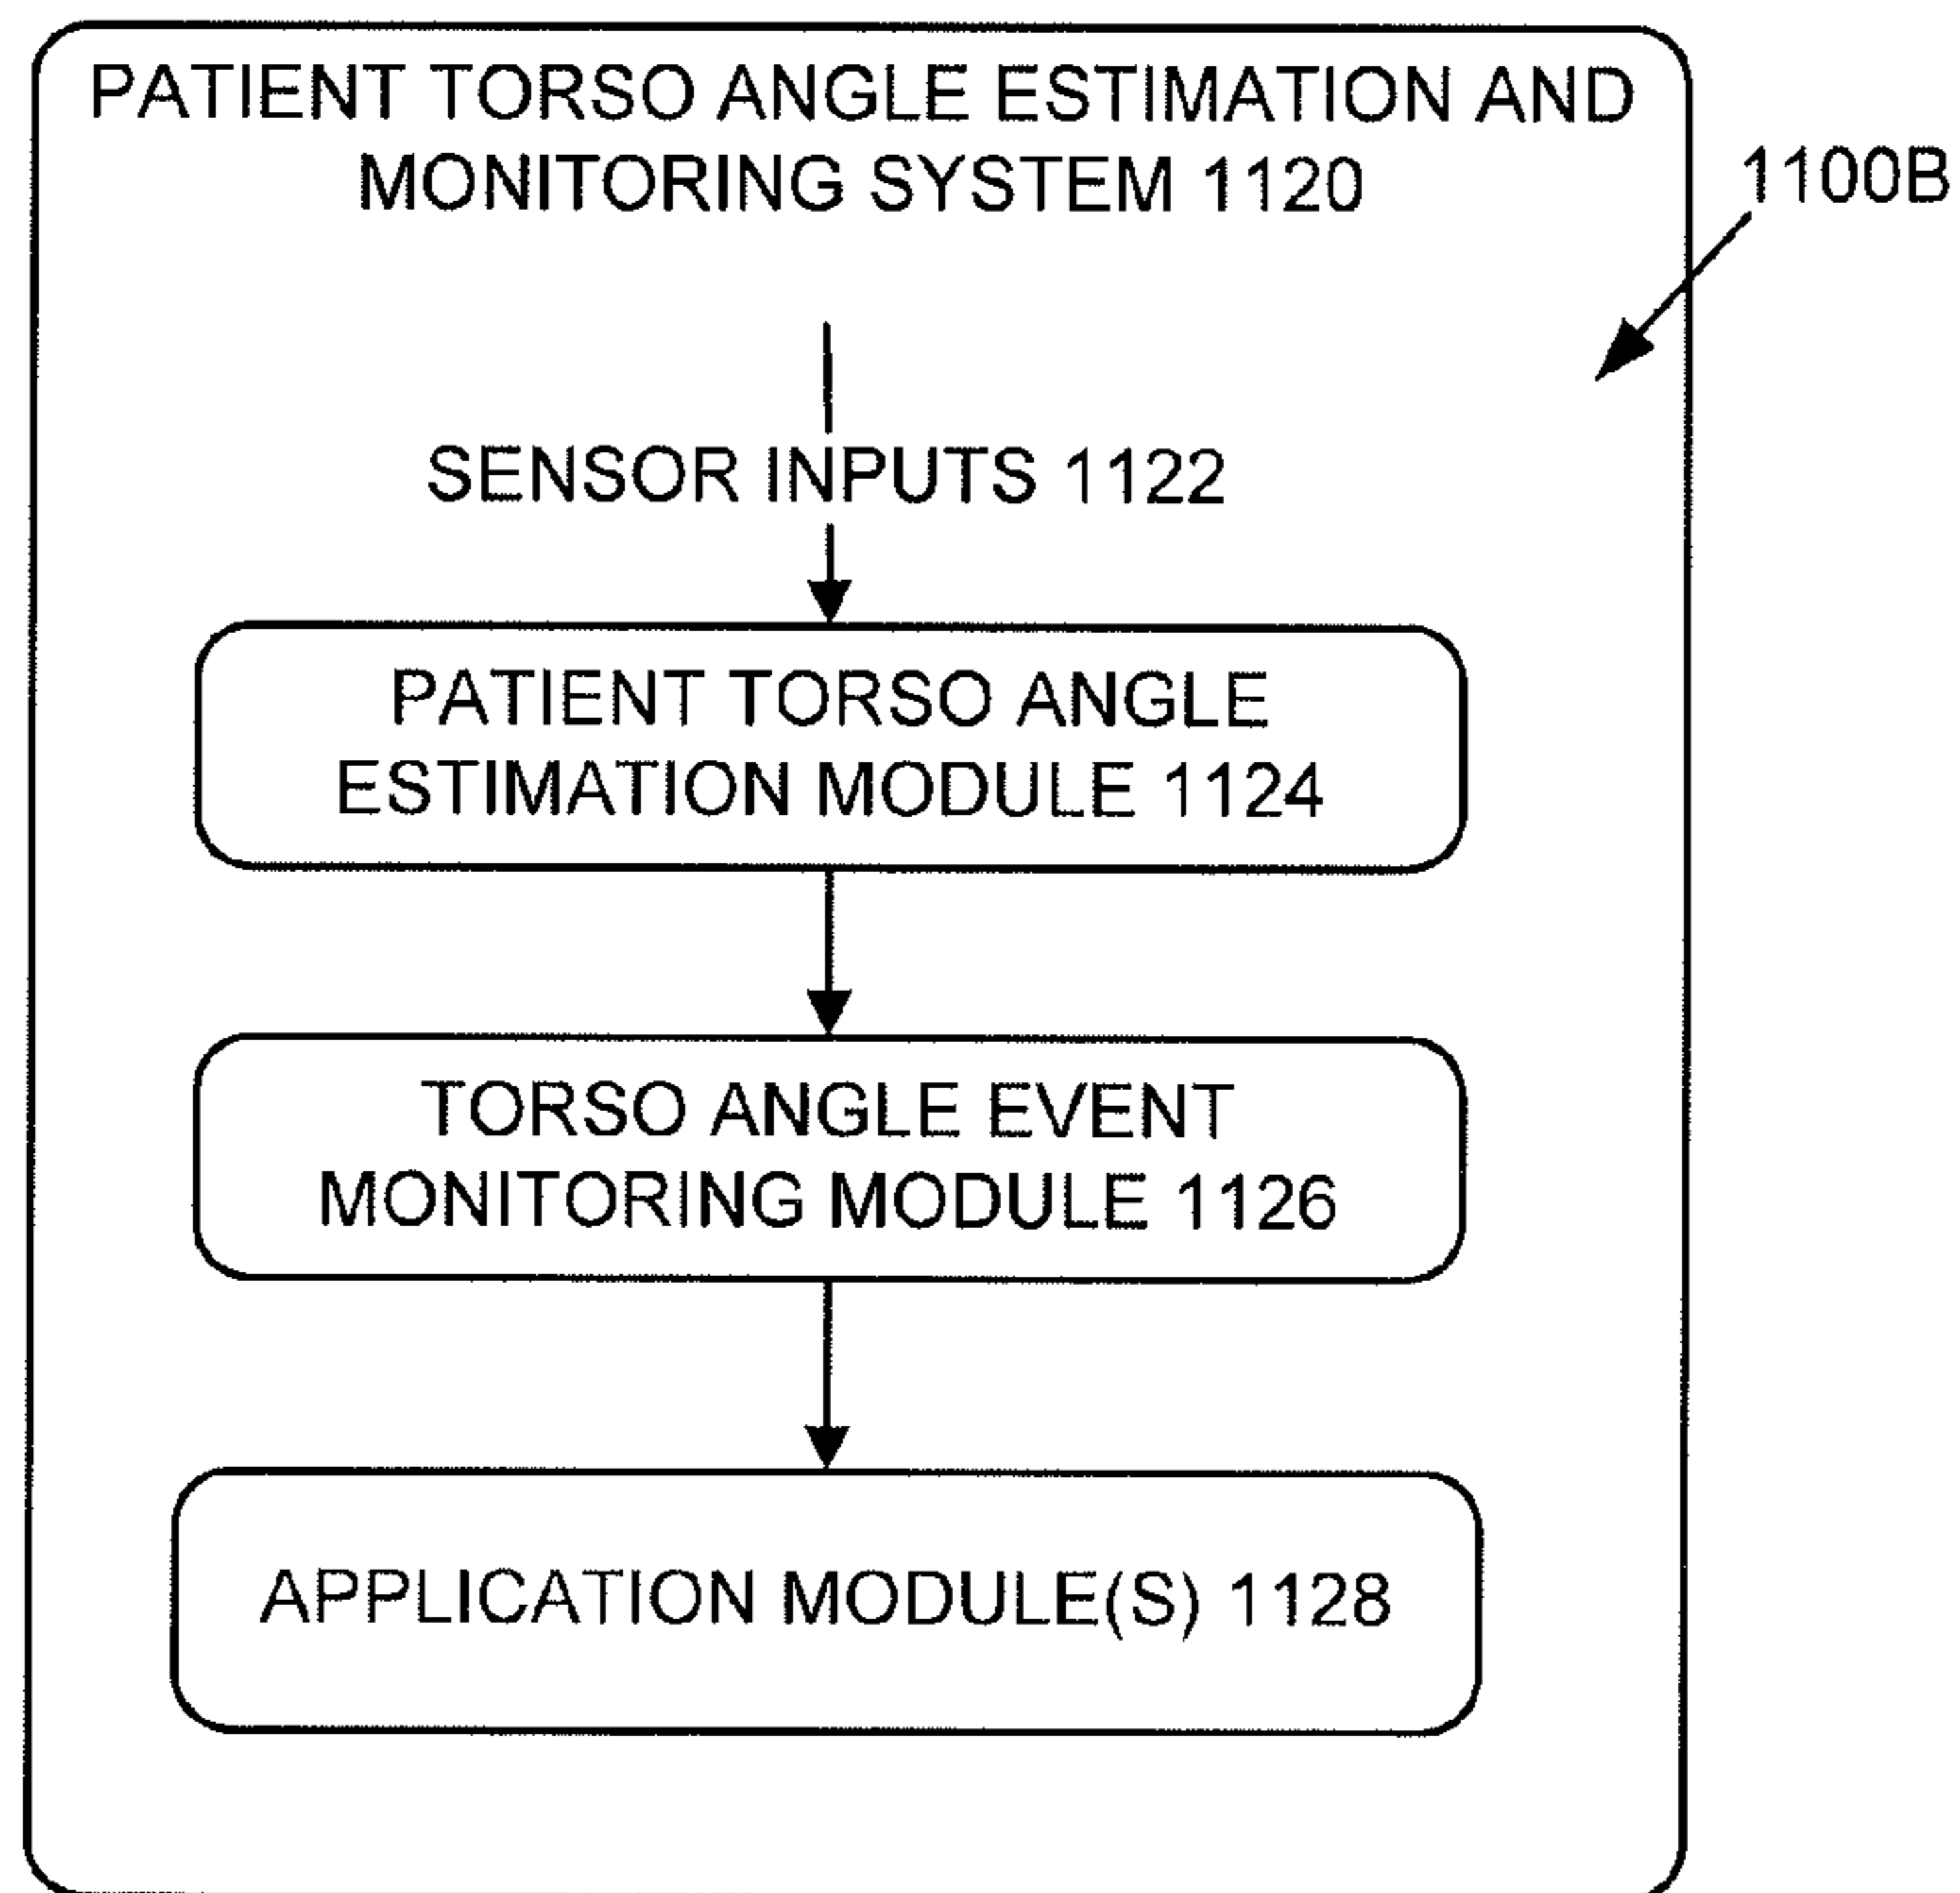 PATIENT TORSO ANGLE ESTIMATION AND
MONITORING SYSTEM 1120
1100B
SENSOR INPUTS 1122
PATIENT TORSO ANGLE
ESTIMATION MODULE 1124
TORSO ANGLE EVENT
MONITORING MODULE 1126
APPLICATION MODULE(S) 1128